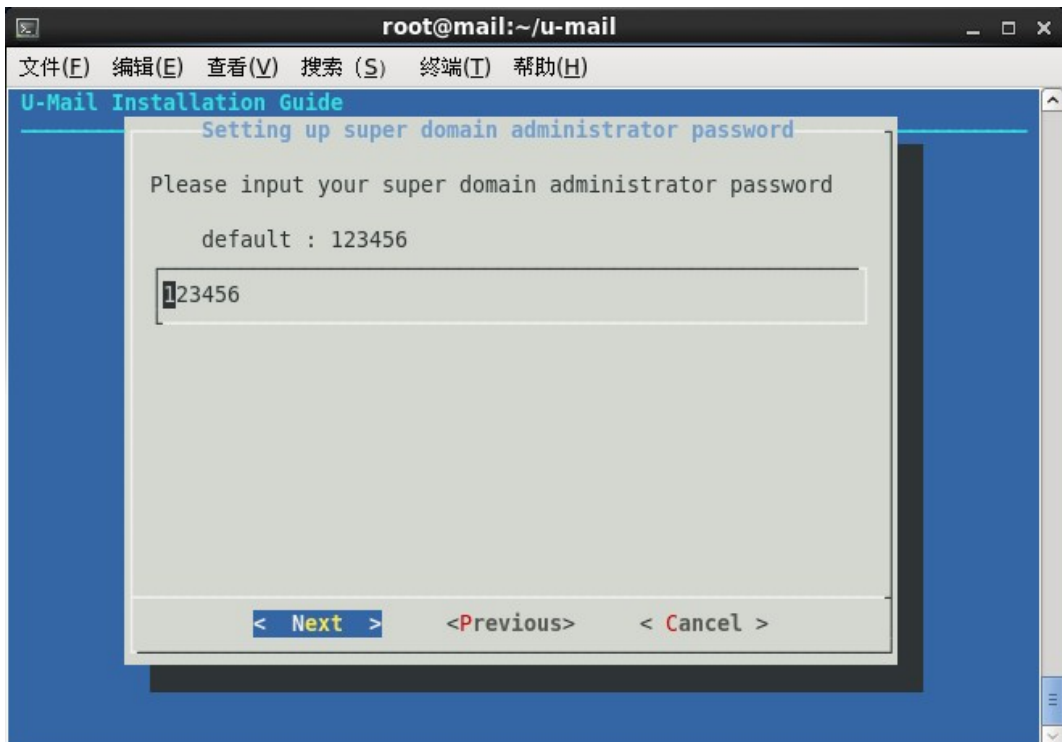 root@mail:~/u-mail
文件(F) 编辑(E) 查看(V) 搜索 (S) 终端(T) 帮助(H)
U-Mail Installation Guide
Setting up super domain administrator password
Please input your super domain administrator password
default : 123456
123456
< Next > <Previous> < Cancel >